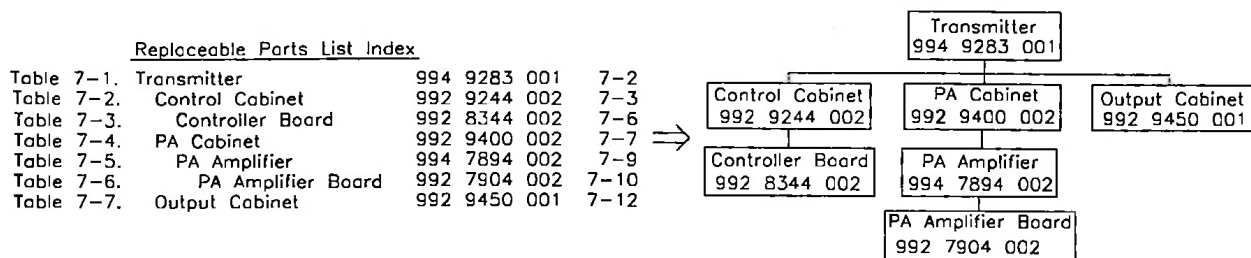 Replaceable Parts List Index
Table 7-1. Transmitter 994 9283 001 7-2
Table 7-2. Control Cabinet 992 9244 002 7-3
Table 7-3. Controller Board 992 8344 002 7-6
Table 7-4. PA Cabinet 992 9400 002 7-7
Table 7-5. PA Amplifier 994 7894 002 7-9
Table 7-6. PA Amplifier Board 992 7904 002 7-10
Table 7-7. Output Cabinet 992 9450 001 7-12
Transmitter
994 9283 001
Control Cabinet
992 9244 002
PA Cabinet
992 9400 002
Output Cabinet
992 9450 001
Controller Board
992 8344 002
PA Amplifier
994 7894 002
PA Amplifier Board
992 7904 002